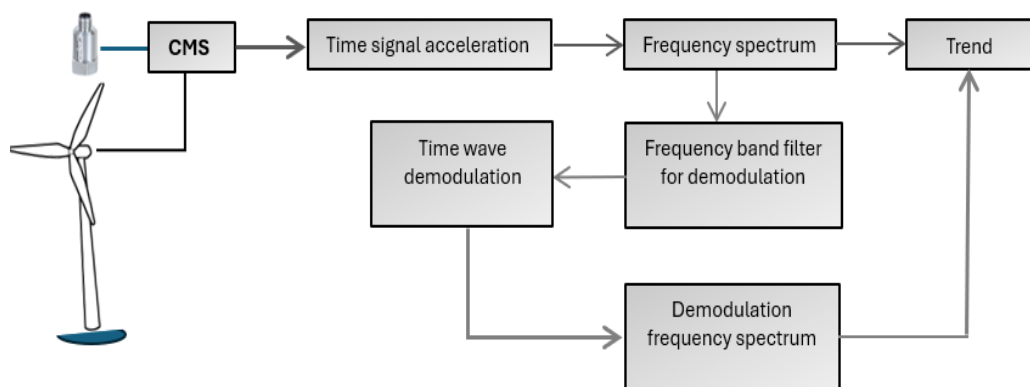 CMS
Time signal acceleration
Frequency spectrum
Trend
Time wave
demodulation
Frequency band filter
for demodulation
Demodulation
frequency spectrum